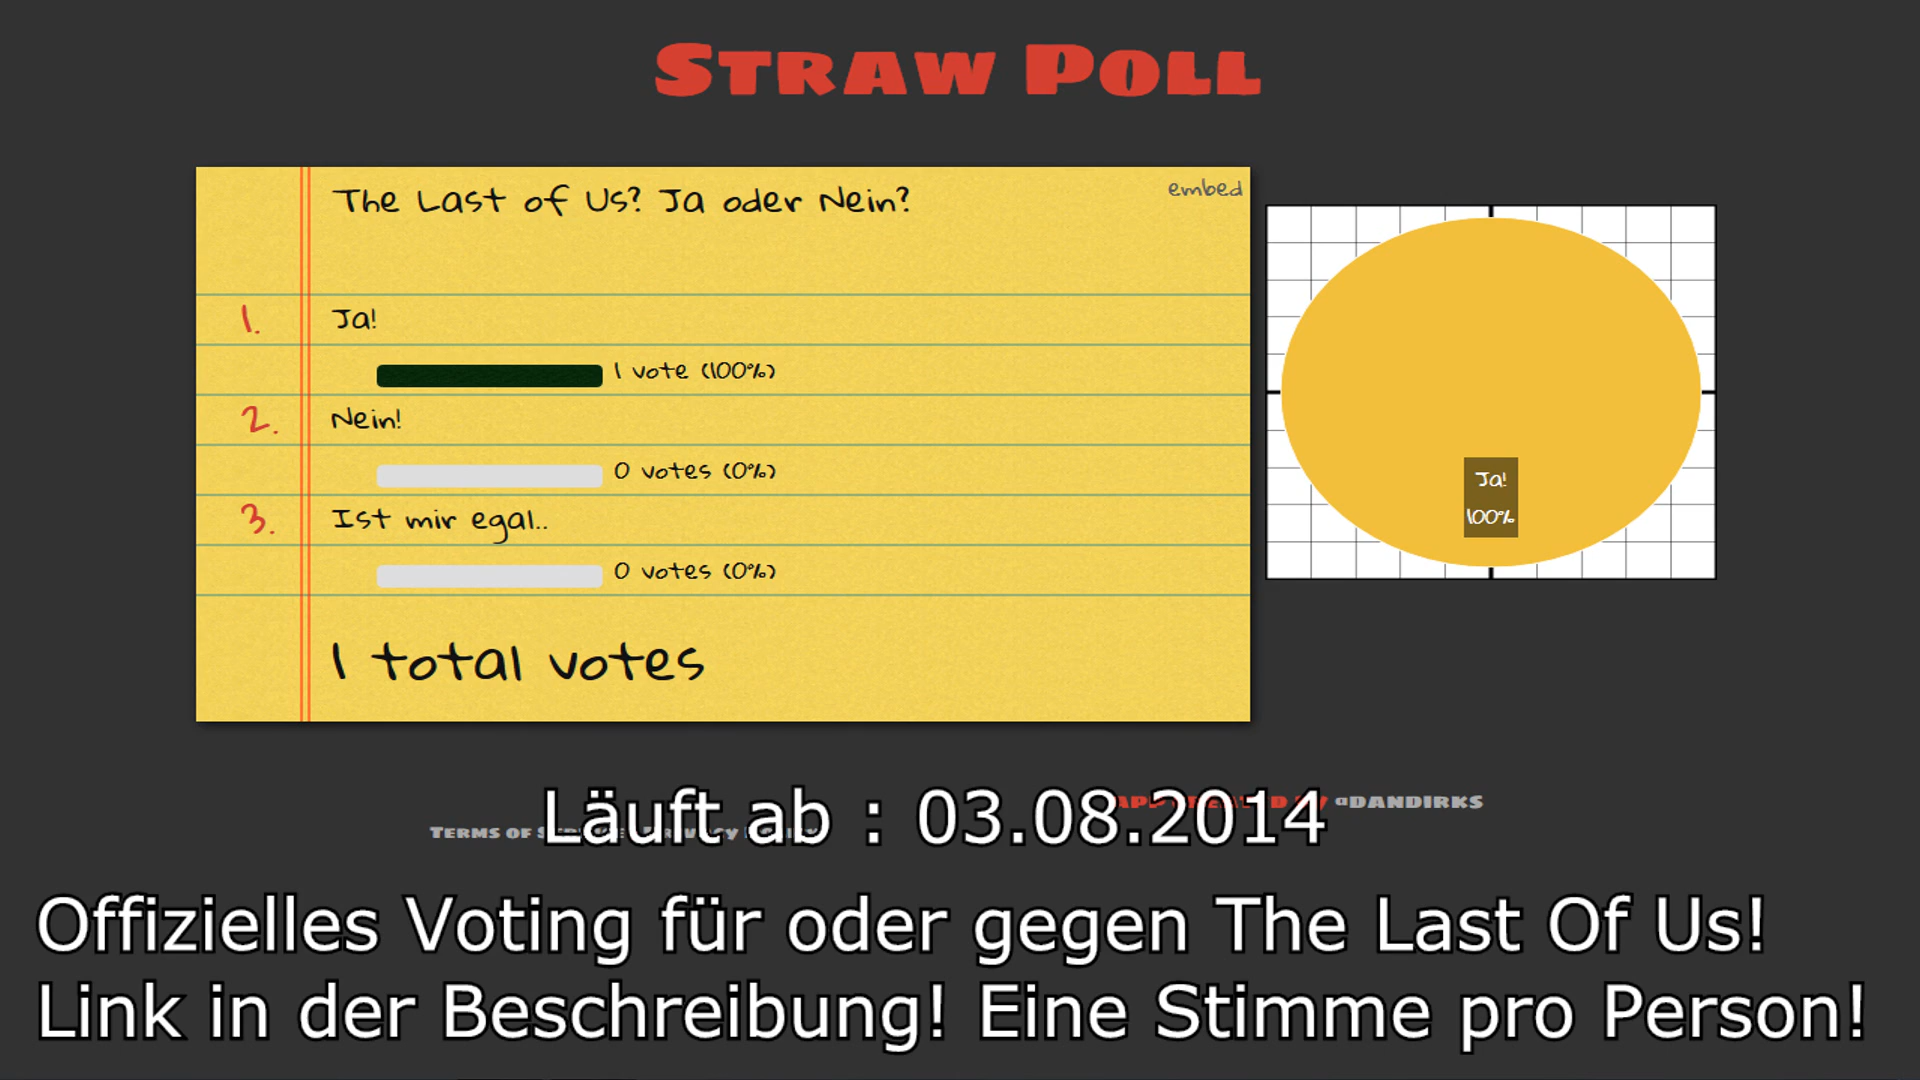 STRAW POLL
The Last of Us? Ja oder Nein?
embed
1. Ja!
1 vote (100%)
2. Nein!
0 votes (0%)
3. Ist mir egal..
0 votes (0%)
1 total votes
Ja!
100%
@DANDIRKS
TERMS OF
Läuft ab : 03.08.2014
Offizielles Voting für oder gegen The Last Of Us!
Link in der Beschreibung! Eine Stimme pro Person!